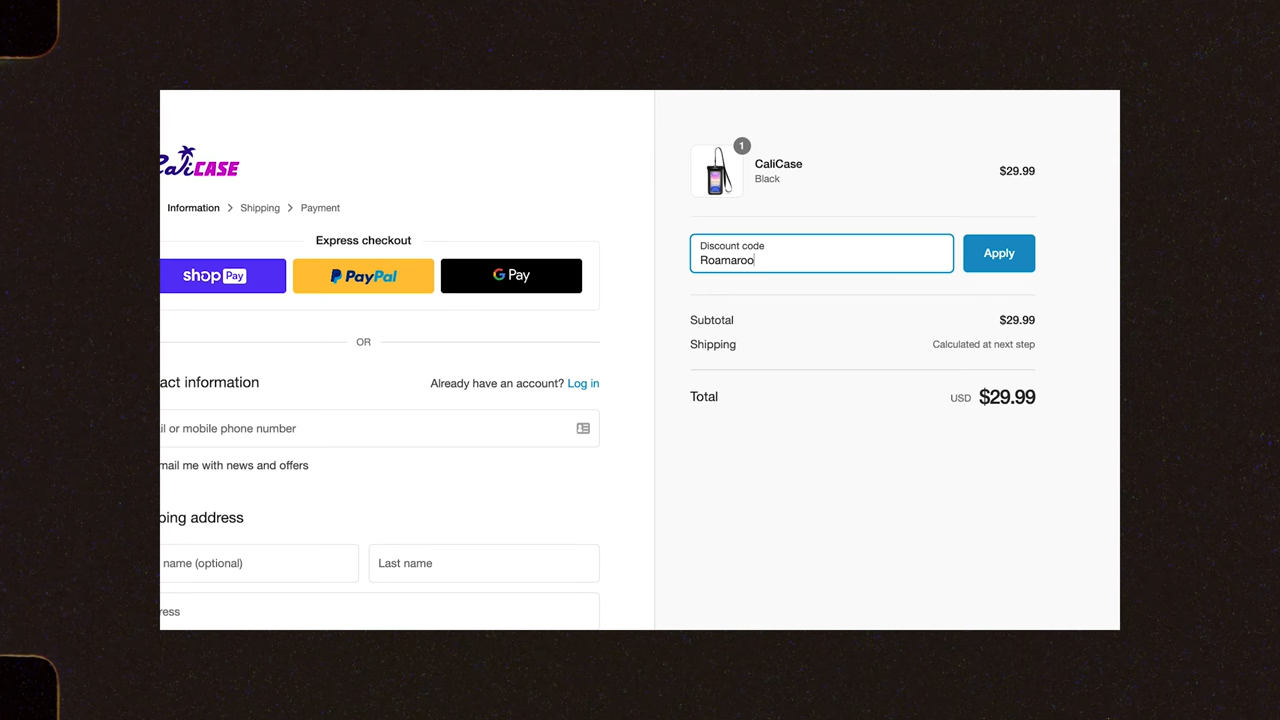 CaliCASE
Information > Shipping > Payment
Express checkout
shop Pay
PayPal
G Pay
OR
act information
Already have an account? Log in
il or mobile phone number
mail me with news and offers
ping address
name (optional)
Last name
ress
1
CaliCase
Black
$29.99
Discount code
Roamaroo
Apply
Subtotal
$29.99
Shipping
Calculated at next step
Total
USD $29.99